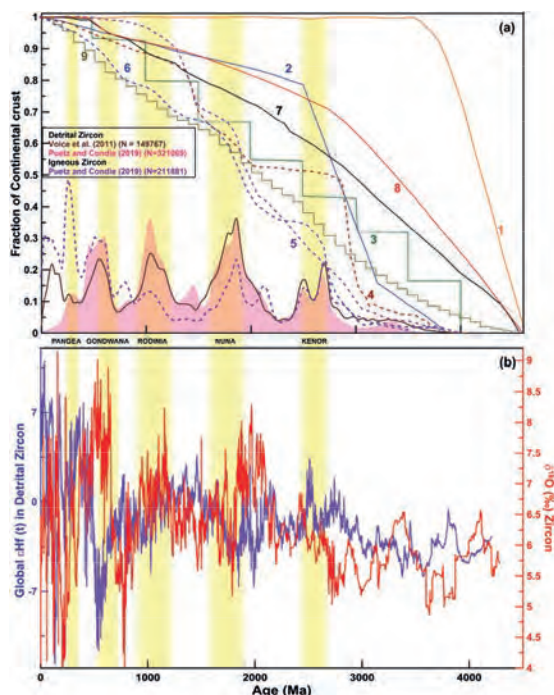 (a)
1
0.9
0.8
0.7
0.6
0.5
0.4
0.3
0.2
0.1
0
Fraction of Continental crust
9
6
2
7
8
1
5
3
4
Detrital Zircon
Voice et al. (2011) (N = 149767)
Puetz and Condie (2019) (N=321069)
Igneous Zircon
Puetz and Condie (2019) (N=211881)
PANGEA GONDWANA RODINIA NUNA KENOR
(b)
7
0
-7
Global εHf (t) in Detrital Zircon
9
8.5
8
7.5
7
6.5
6
5.5
5
4.5
4
δ18O (‰) Zircon
0 1000 2000 3000 4000
Age (Ma)